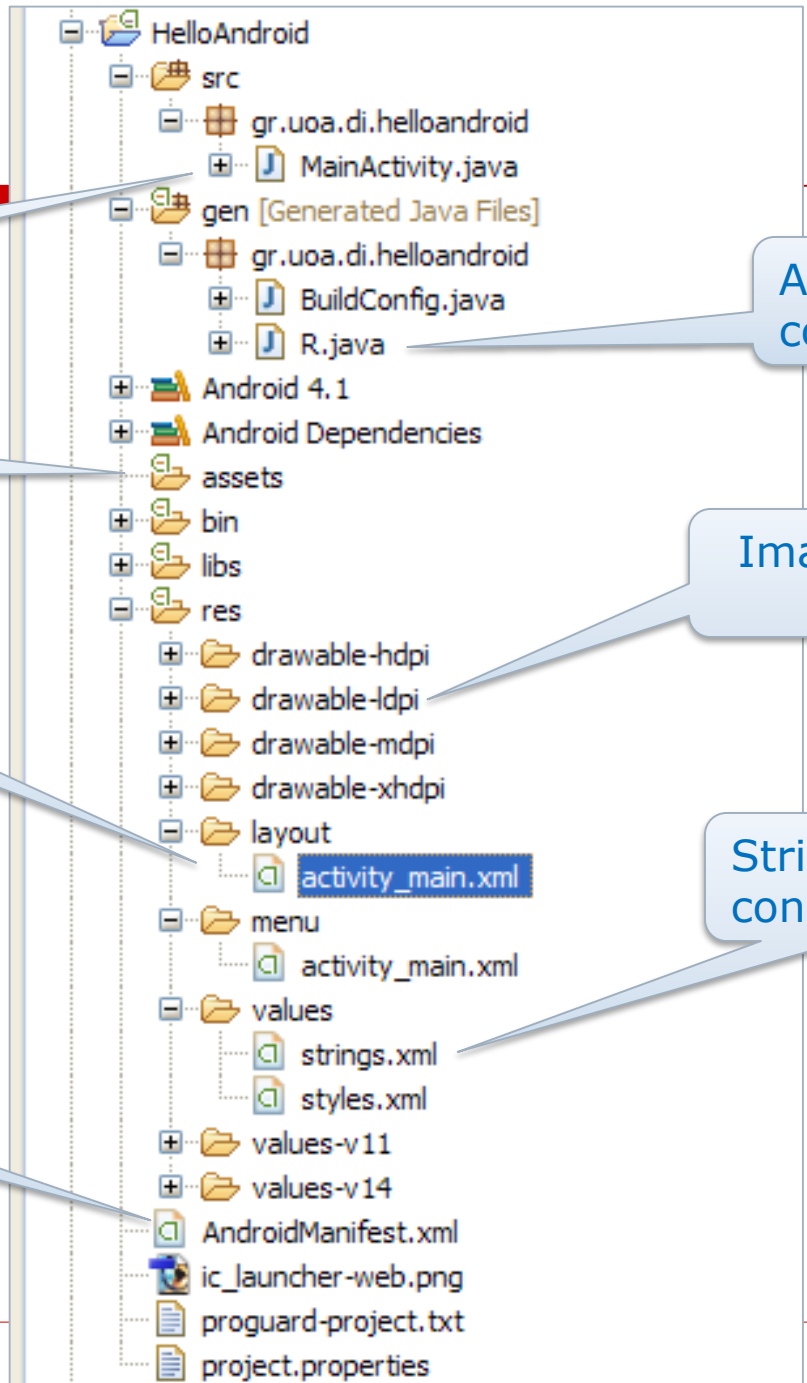 HelloAndroid
src
gr.uoa.di.helloandroid
MainActivity.java
gen [Generated Java Files]
gr.uoa.di.helloandroid
BuildConfig.java
R.java
Android 4.1
Android Dependencies
assets
bin
libs
res
drawable-hdpi
drawable-ldpi
drawable-mdpi
drawable-xhdpi
layout
activity_main.xml
menu
activity_main.xml
values
strings.xml
styles.xml
values-v11
values-v14
AndroidManifest.xml
ic_launcher-web.png
proguard-project.txt
project.properties